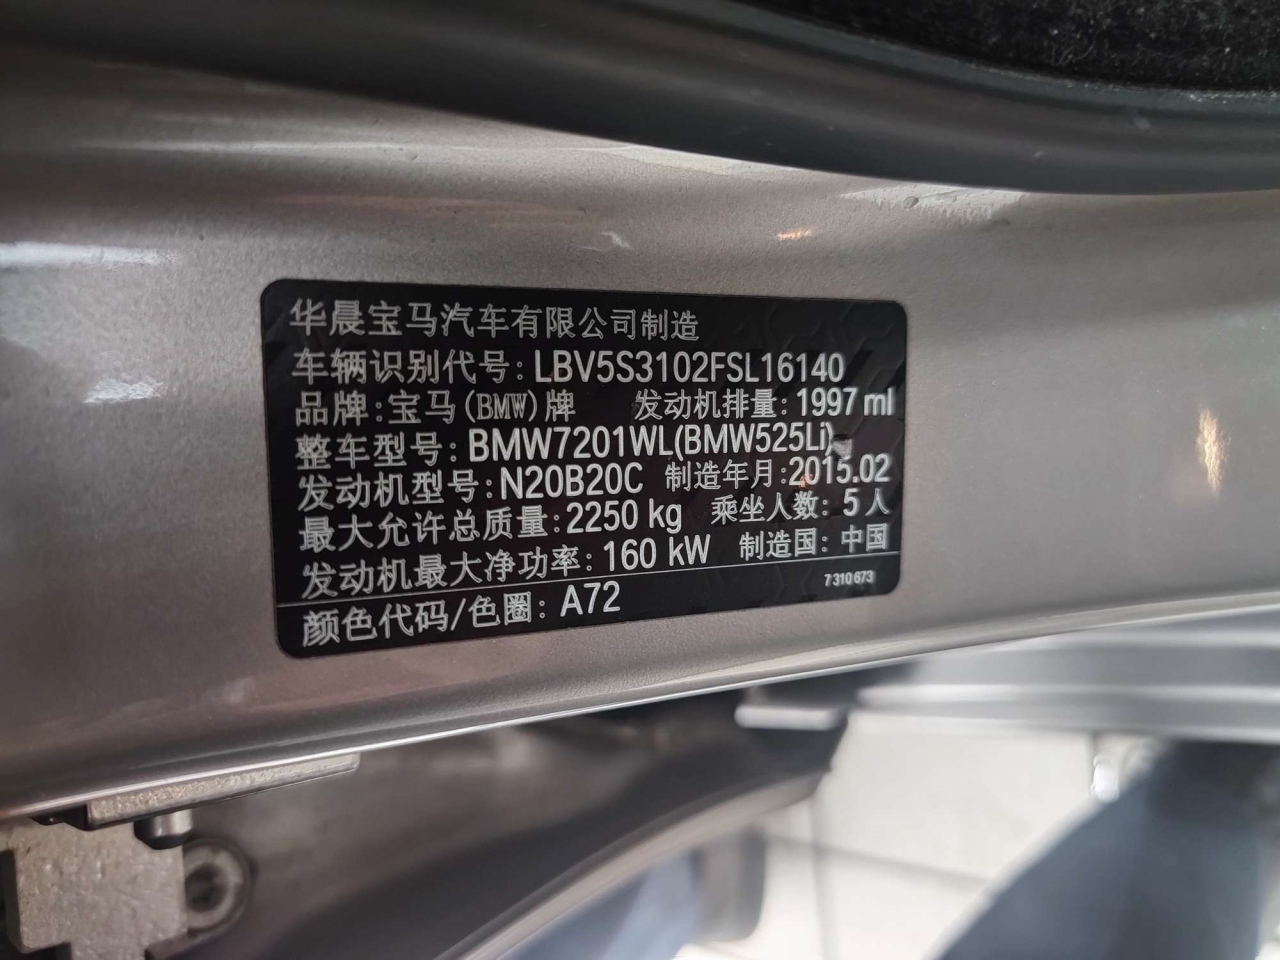 华晨宝马汽车有限公司制造
车辆识别代号: LBV5S3102FSL16140
品牌: 宝马(BMW)牌 发动机排量: 1997 ml
整车型号: BMW7201WL(BMW525Li)
发动机型号: N20B20C 制造年月: 2015.02
最大允许总质量: 2250 kg 乘坐人数: 5 人
发动机最大净功率: 160 kW 制造国: 中国
颜色代码/色圈: A72 7 310 673